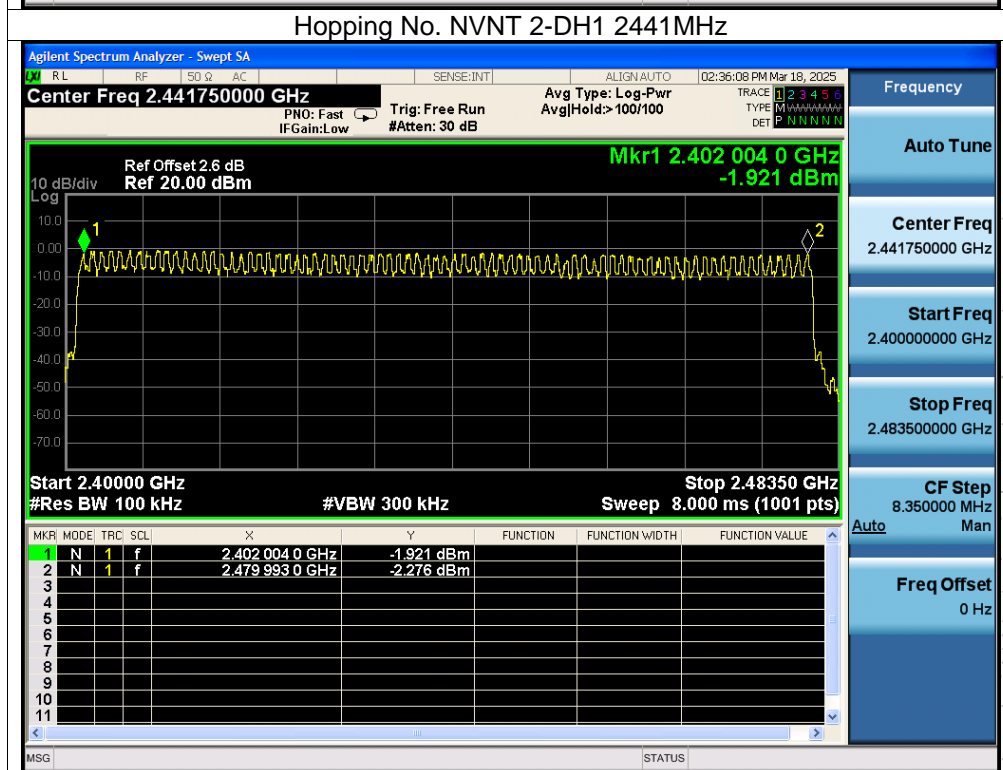 Hopping No. NVNT 2-DH1 2441MHz
Agilent Spectrum Analyzer - Swept SA
LXI RL RF 50 Ω AC SENSE:INT ALIGN AUTO 02:36:08 PM Mar 18, 2025
Center Freq 2.441750000 GHz
PNO: Fast
IFGain:Low
Trig: Free Run
#Atten: 30 dB
Avg Type: Log-Pwr
Avg|Hold:>100/100
TRACE 1 2 3 4 5 6
TYPE M WWWWW
DET P N N N N N
Ref Offset 2.6 dB
10 dB/div Ref 20.00 dBm
Log
Mkr1 2.402 004 0 GHz
-1.921 dBm
10.0
0.00
-10.0
-20.0
-30.0
-40.0
-50.0
-60.0
-70.0
1
2
Start 2.40000 GHz Stop 2.48350 GHz
#Res BW 100 kHz #VBW 300 kHz Sweep 8.000 ms (1001 pts)
MKR MODE TRC SCL X Y FUNCTION FUNCTION WIDTH FUNCTION VALUE
1 N 1 f 2.402 004 0 GHz -1.921 dBm
2 N 1 f 2.479 993 0 GHz -2.276 dBm
3
4
5
6
7
8
9
10
11
MSG STATUS
Frequency
Auto Tune
Center Freq
2.441750000 GHz
Start Freq
2.400000000 GHz
Stop Freq
2.483500000 GHz
CF Step
8.350000 MHz
Auto Man
Freq Offset
0 Hz